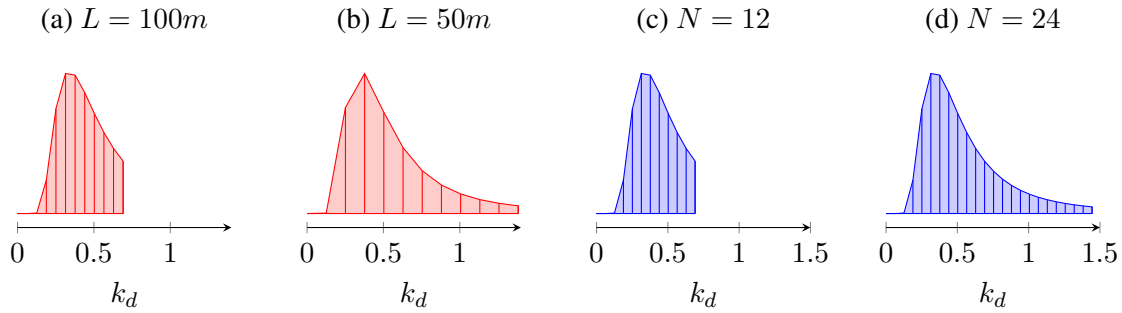 (a) L = 100m
(b) L = 50m
(c) N = 12
(d) N = 24
0 0.5 1
0 0.5 1
0 0.5 1 1.5
0 0.5 1 1.5
k_d
k_d
k_d
k_d